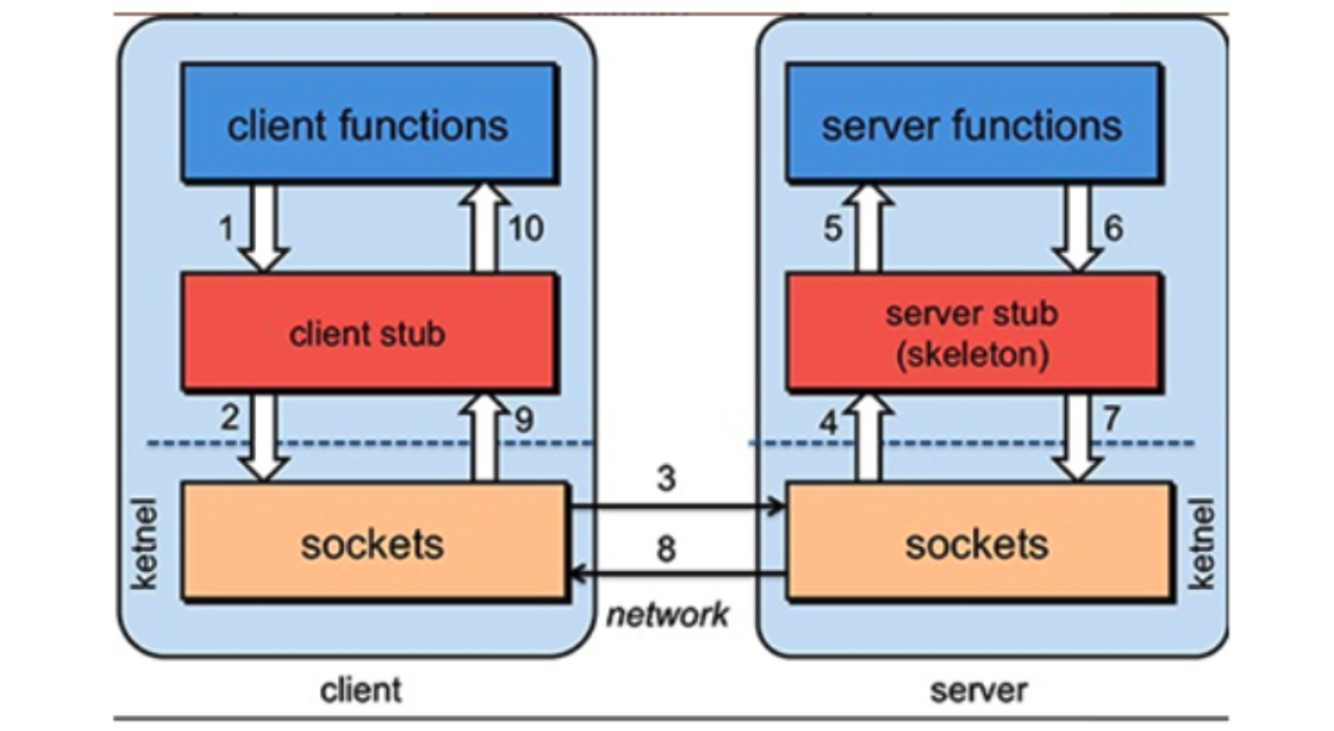 client functions
server functions
1
10
5
6
client stub
server stub
(skeleton)
2
9
4
7
ketnel
sockets
3
8
network
sockets
ketnel
client
server